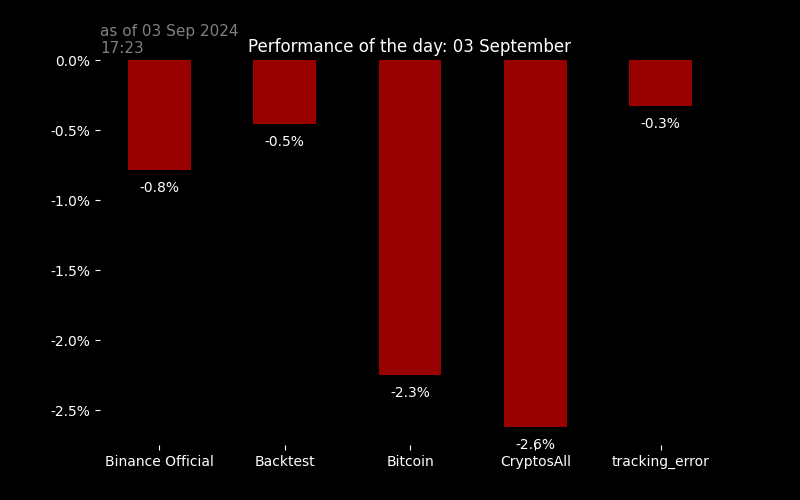 as of 03 Sep 2024
17:23
Performance of the day: 03 September
0.0%
-0.5%
-1.0%
-1.5%
-2.0%
-2.5%
-0.8%
-0.5%
-2.3%
-2.6%
-0.3%
Binance Official
Backtest
Bitcoin
CryptosAll
tracking_error